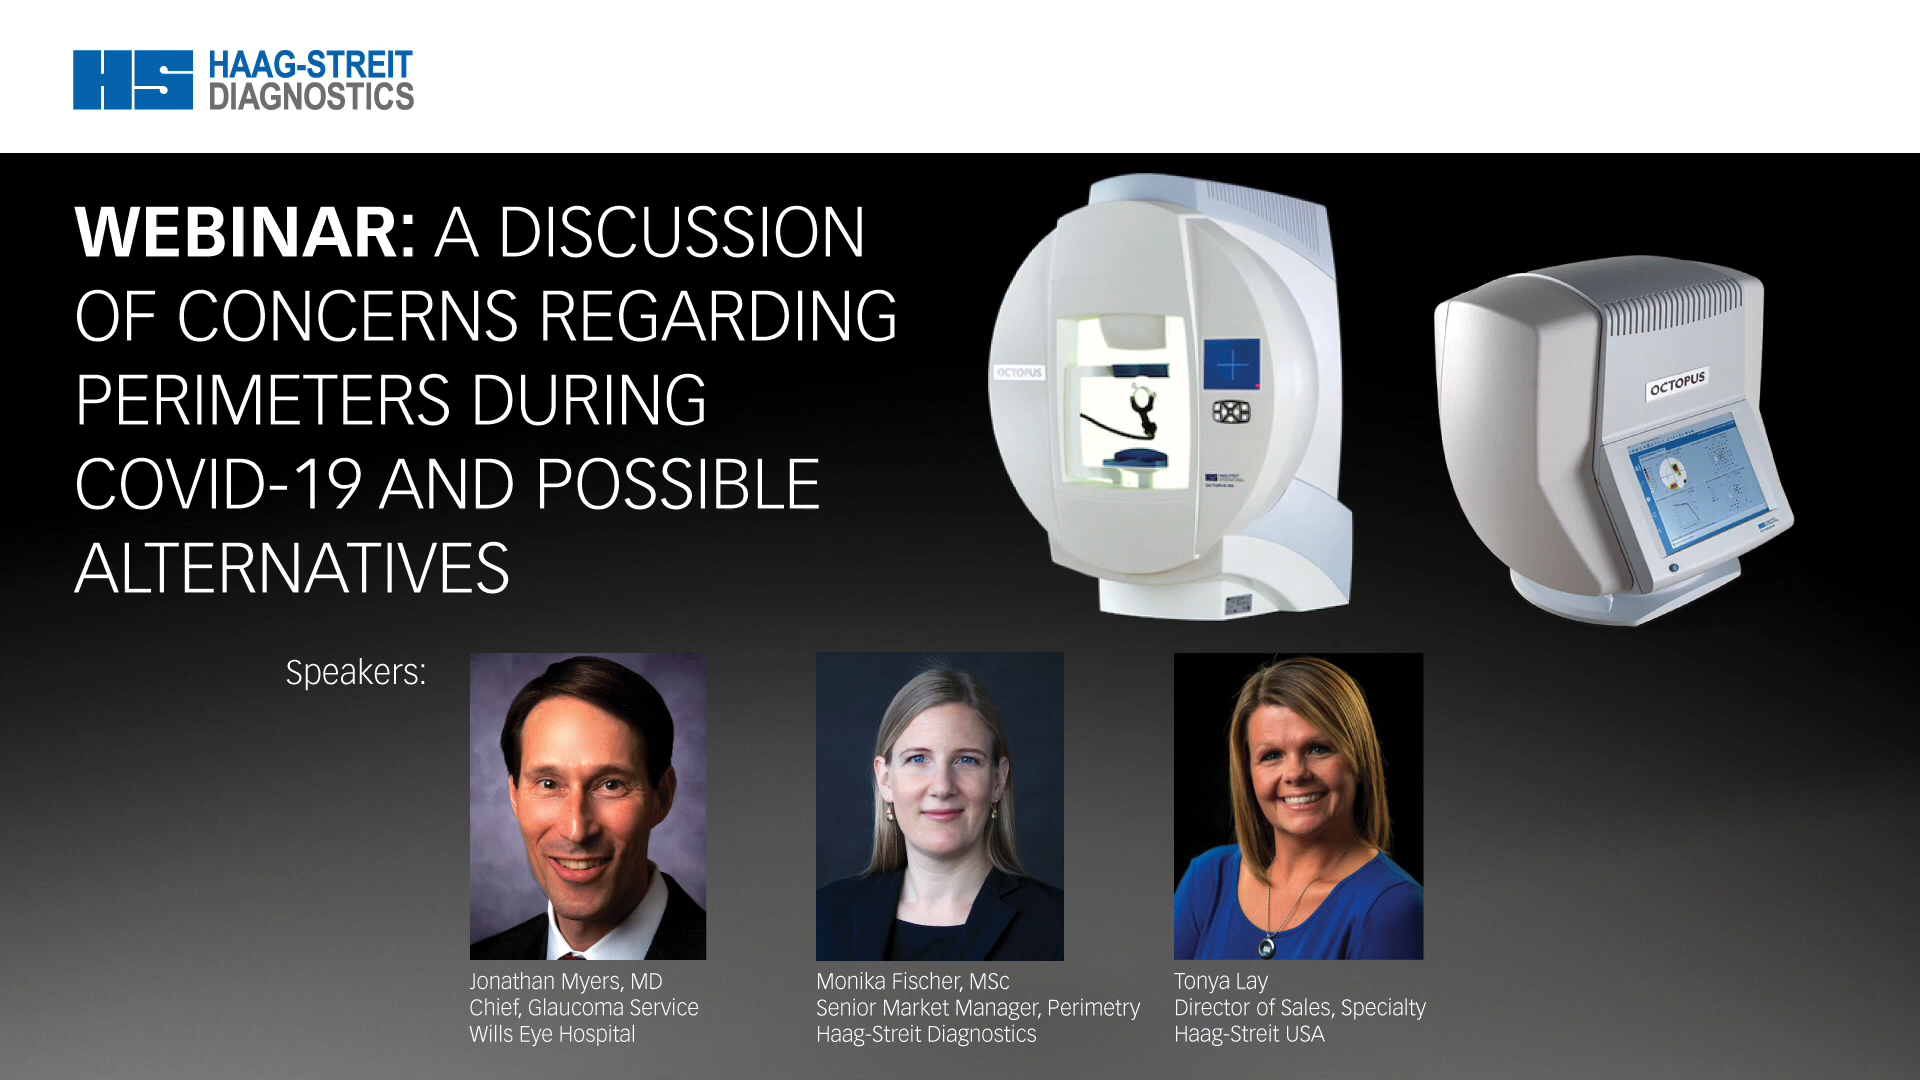 HS HAAG-STREIT
DIAGNOSTICS
WEBINAR: A DISCUSSION
OF CONCERNS REGARDING
PERIMETERS DURING
COVID-19 AND POSSIBLE
ALTERNATIVES
OCTOPUS
OCTOPUS
Speakers:
Jonathan Myers, MD
Chief, Glaucoma Service
Wills Eye Hospital
Monika Fischer, MSc
Senior Market Manager, Perimetry
Haag-Streit Diagnostics
Tonya Lay
Director of Sales, Specialty
Haag-Streit USA